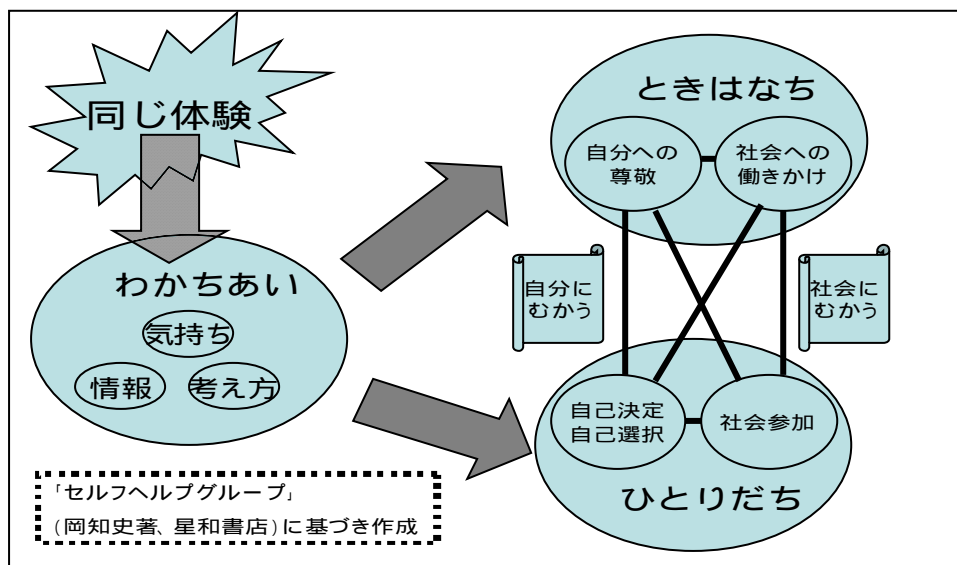 同じ体験
わかちあい
気持ち
情報
考え方
ときはなち
自分への
尊敬
社会への
働きかけ
自分に
むかう
社会に
むかう
自己決定
自己選択
社会参加
ひとりだち
「セルフヘルプグループ」
(岡知史著、星和書店)に基づき作成